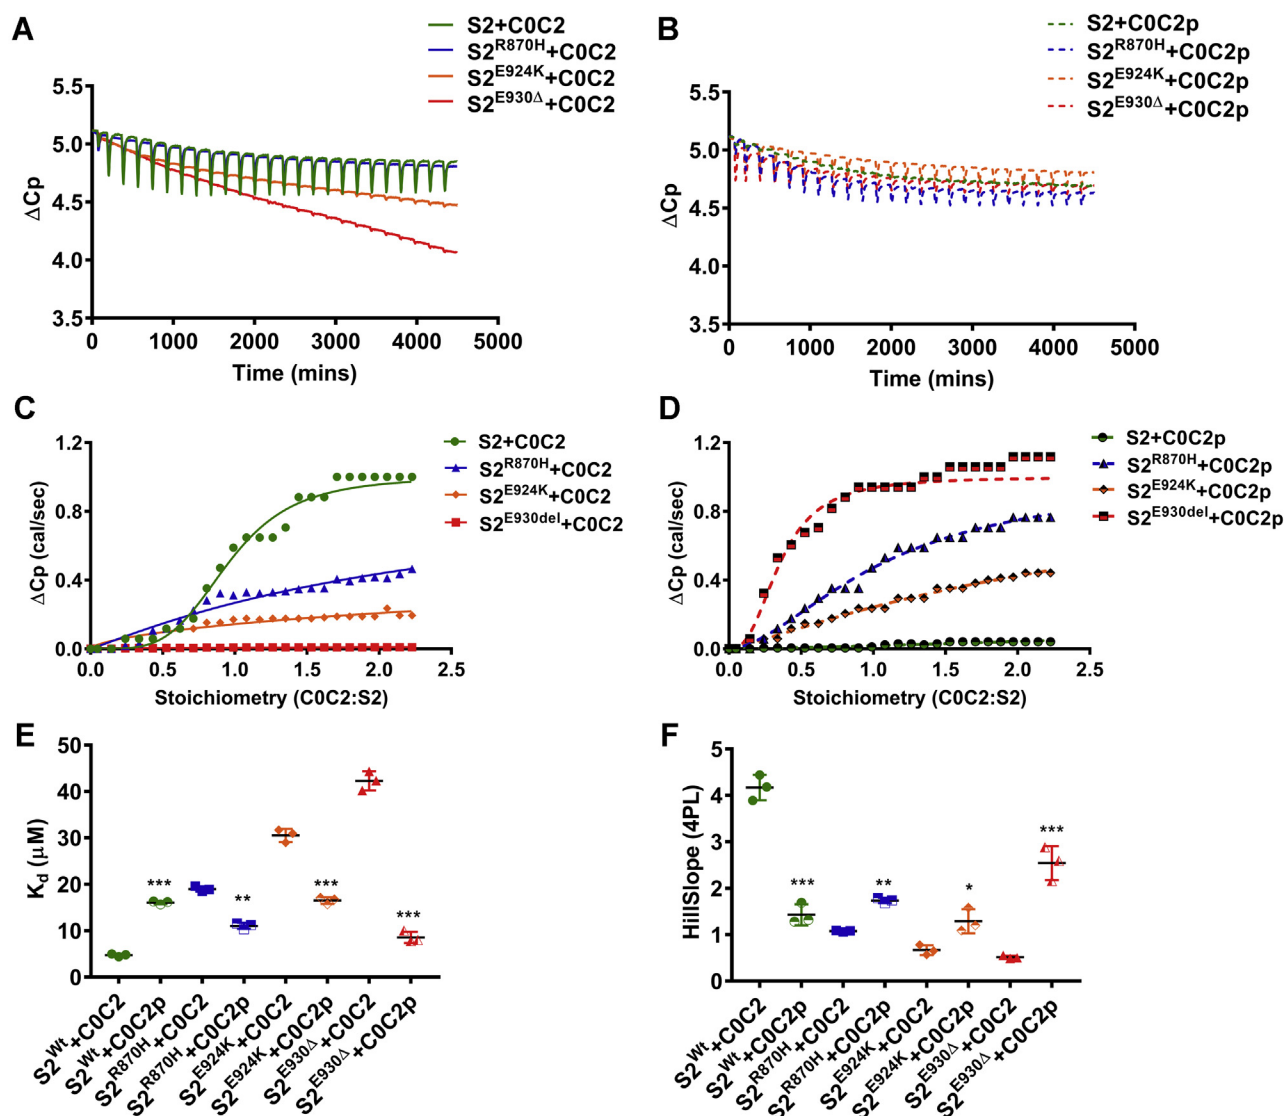 A
S2+C0C2
S2R870H+C0C2
S2E924K+C0C2
S2E930Δ+C0C2
5.5
5.0
4.5
4.0
3.5
ΔCp
0 1000 2000 3000 4000 5000
Time (mins)
B
S2+C0C2p
S2R870H+C0C2p
S2E924K+C0C2p
S2E930Δ+C0C2p
5.5
5.0
4.5
4.0
3.5
ΔCp
0 1000 2000 3000 4000 5000
Time (mins)
C
S2+C0C2
S2R870H+C0C2
S2E924K+C0C2
S2E930del+C0C2
1.2
0.8
0.4
0.0
ΔCp (cal/sec)
0.0 0.5 1.0 1.5 2.0 2.5
Stoichiometry (C0C2:S2)
D
S2+C0C2p
S2R870H+C0C2p
S2E924K+C0C2p
S2E930del+C0C2p
1.2
0.8
0.4
0.0
ΔCp (cal/sec)
0.0 0.5 1.0 1.5 2.0 2.5
Stoichiometry (C0C2:S2)
E
50
40
30
20
10
0
Kd (μM)
***
**
***
***
S2Wt+C0C2
S2Wt+C0C2p
S2R870H+C0C2
S2R870H+C0C2p
S2E924K+C0C2
S2E924K+C0C2p
S2E930Δ+C0C2
S2E930Δ+C0C2p
F
5
4
3
2
1
0
HillSlope (4PL)
***
**
*
***
S2Wt+C0C2
S2Wt+C0C2p
S2R870H+C0C2
S2R870H+C0C2p
S2E924K+C0C2
S2E924K+C0C2p
S2E930Δ+C0C2
S2E930Δ+C0C2p